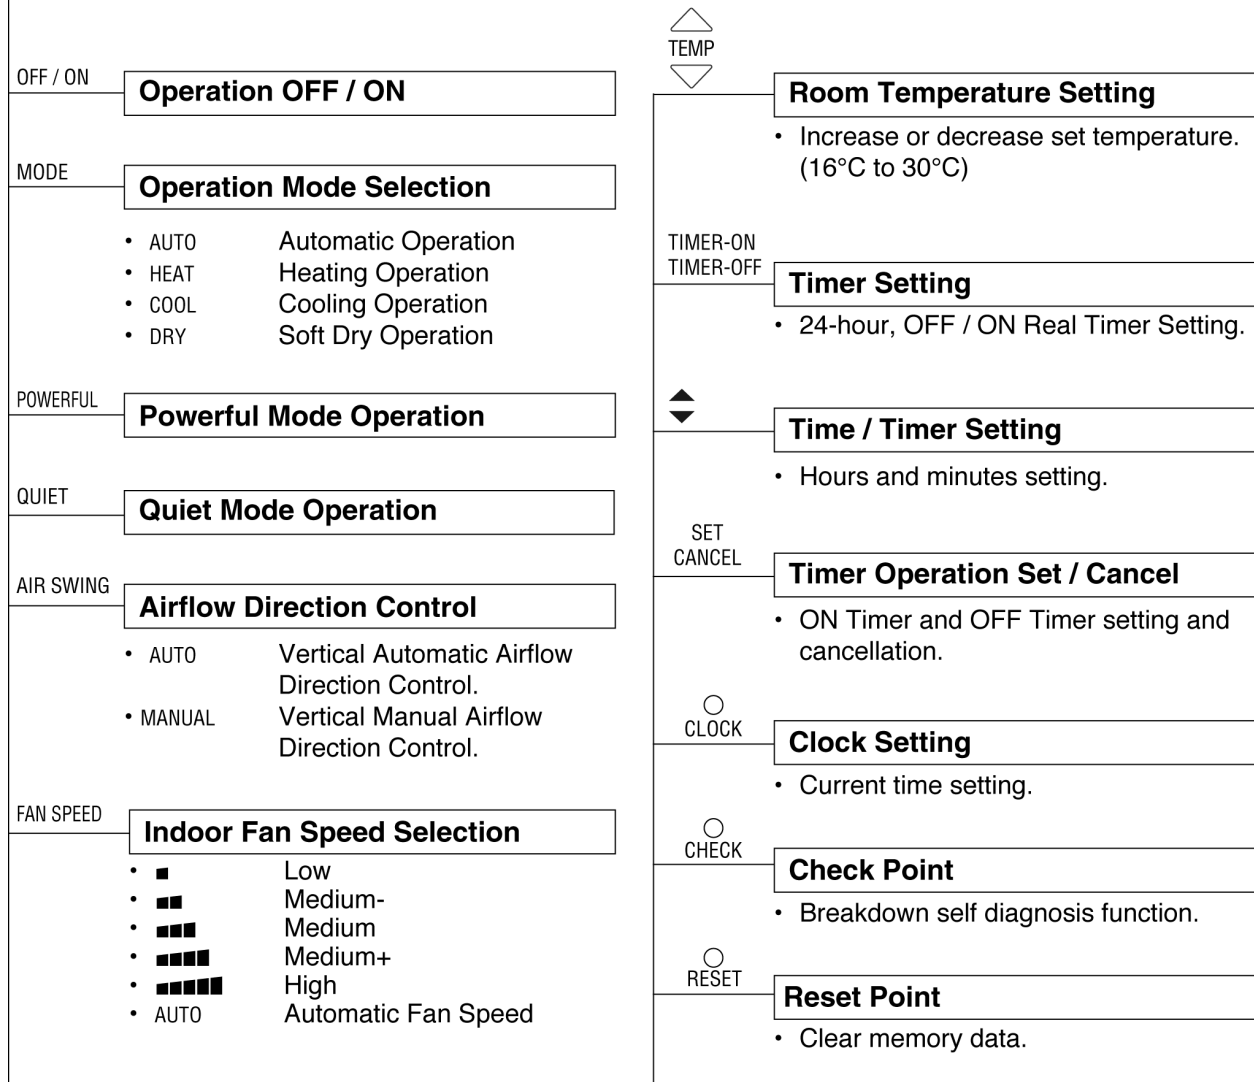 OFF / ON
Operation OFF / ON
MODE
Operation Mode Selection
• AUTO Automatic Operation
• HEAT Heating Operation
• COOL Cooling Operation
• DRY Soft Dry Operation
POWERFUL
Powerful Mode Operation
QUIET
Quiet Mode Operation
AIR SWING
Airflow Direction Control
• AUTO Vertical Automatic Airflow
Direction Control.
• MANUAL Vertical Manual Airflow
Direction Control.
FAN SPEED
Indoor Fan Speed Selection
• Low
• Medium-
• Medium
• Medium+
• High
• AUTO Automatic Fan Speed
TEMP
Room Temperature Setting
• Increase or decrease set temperature.
(16°C to 30°C)
TIMER-ON
TIMER-OFF
Timer Setting
• 24-hour, OFF / ON Real Timer Setting.
Time / Timer Setting
• Hours and minutes setting.
SET
CANCEL
Timer Operation Set / Cancel
• ON Timer and OFF Timer setting and
cancellation.
CLOCK
Clock Setting
• Current time setting.
CHECK
Check Point
• Breakdown self diagnosis function.
RESET
Reset Point
• Clear memory data.